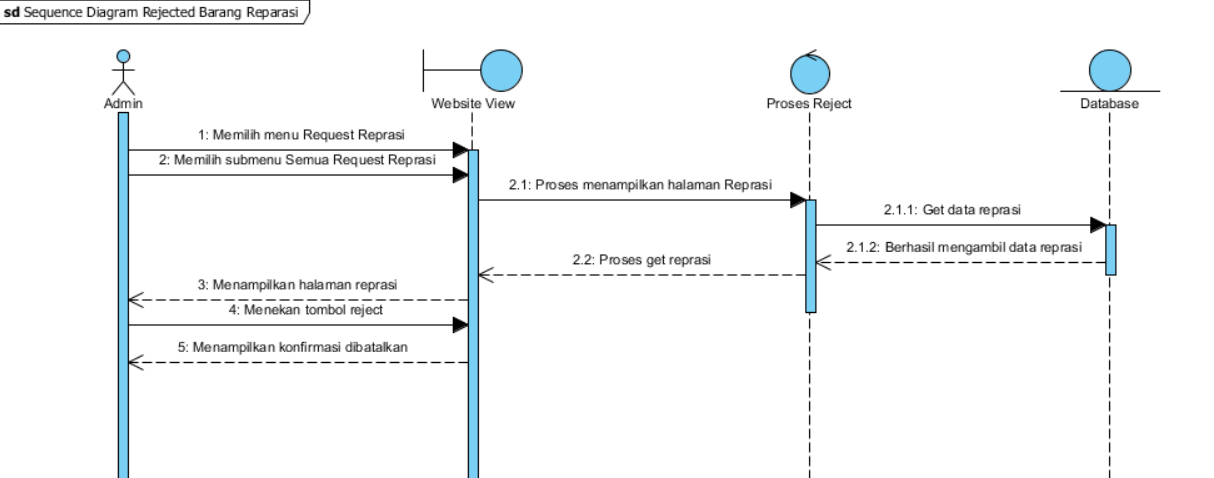 sd Sequence Diagram Rejected Barang Reparasi
Admin
Website View
Proses Reject
Database
1: Memilih menu Request Reprasi
2: Memilih submenu Semua Request Reprasi
2.1: Proses menampilkan halaman Reprasi
2.1.1: Get data reprasi
2.1.2: Berhasil mengambil data reprasi
2.2: Proses get reprasi
3: Menampilkan halaman reprasi
4: Menekan tombol reject
5: Menampilkan konfirmasi dibatalkan